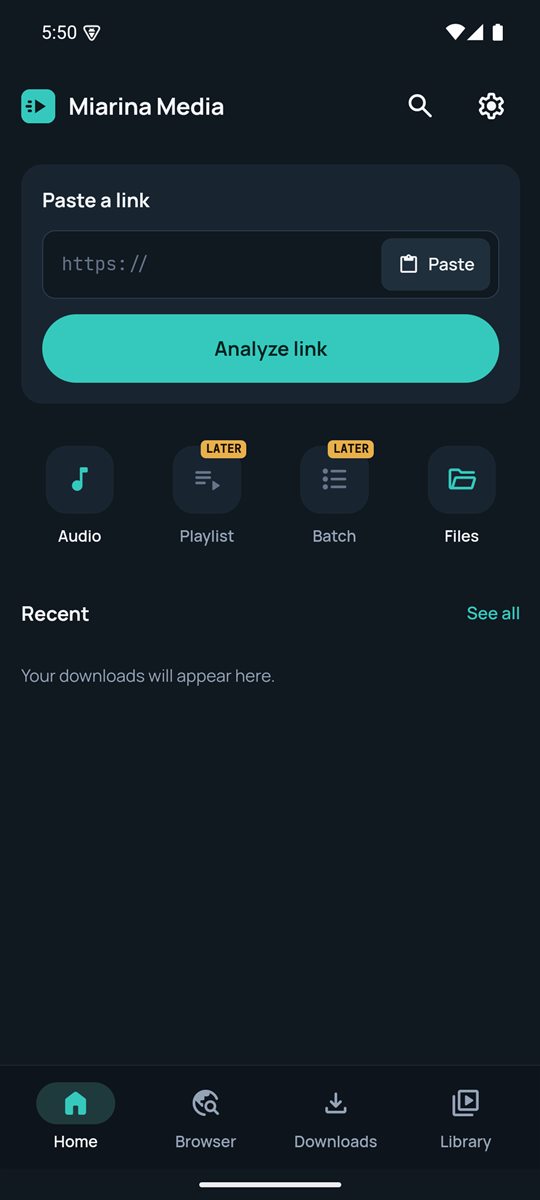 5:50
Miarina Media
Paste a link
https://
Paste
Analyze link
LATER
LATER
Audio
Playlist
Batch
Files
Recent
See all
Your downloads will appear here.
Home
Browser
Downloads
Library